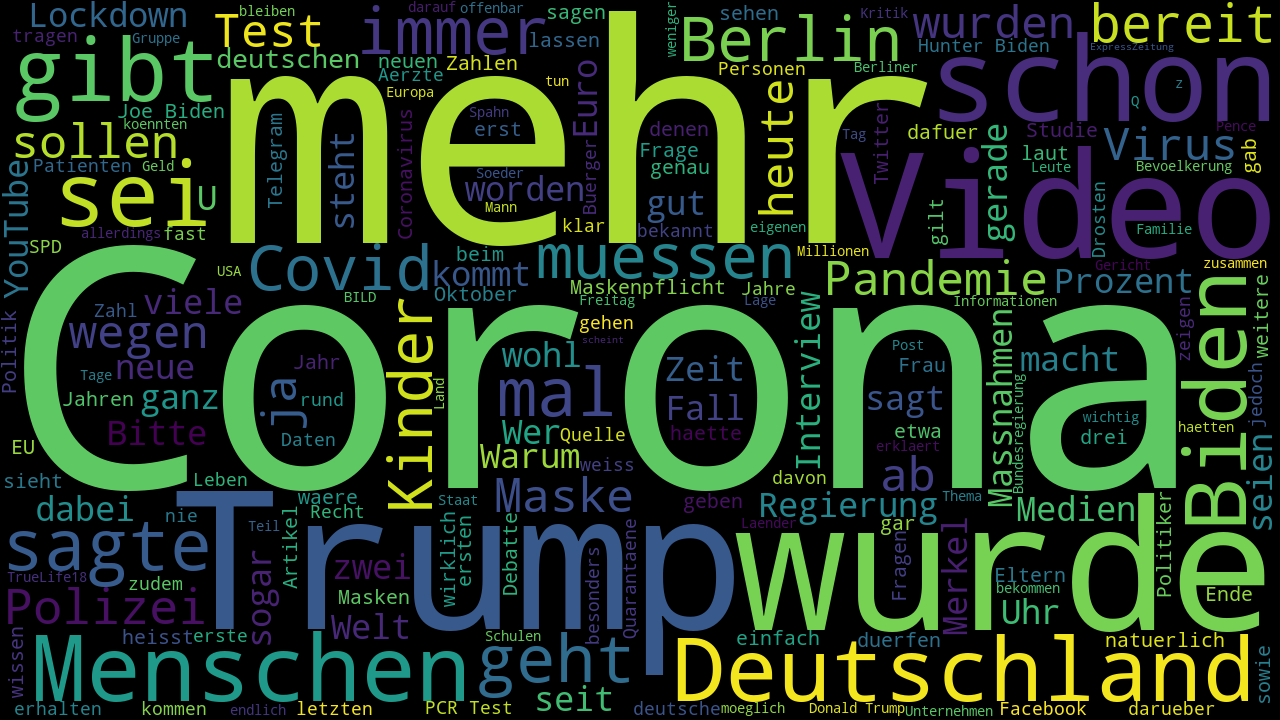 Lockdown
bleiben
darauf
offenbar
sagen
sehen
Kritik
bereit
tragen
Gruppe
Test
immer
lassen
weniger
Berlin
wurden
Hunter Biden
ExpressZeitung
gibt
deutschen
neuen
Zahlen
Personen
Berliner
schon
Aerzte
Europa
tun
mehr
Euro
heute
Joe Biden
koennten
Telegram
steht
Coronavirus
Spahn
erst
denen
Tag
Twitter
dafuer
Studie
Q
z
Pence
Virus
sollen
Frage
genau
gerade
laut
gab
Patienten
Geld
Soeder
Buerger
Leute
Bevoelkerung
YouTube
sei
U
worden
Mann
gut
Video
Drosten
gilt
Familie
SPD
allerdings
fast
klar
bekannt
eigenen
Covid
beim
muessen
Millionen
Gericht
zusammen
USA
kommt
Pandemie
Prozent
BILD
Oktober
Maskenpflicht
Jahre
Informationen
Zahl
viele
Freitag
Lage
weitere
Politik
wegen
Kinder
gehen
Interview
Massnahmen
zeigen
Biden
scheint
Corona
neue
Jahr
wohl
Zeit
Post
Frau
macht
Tage
ja
Land
mal
Bundesregierung
jedoch
Jahren
ganz
rund
Fall
sagt
wichtig
Bitte
Daten
Wer
Quelle
haette
etwa
drei
haetten
EU
Warum
weiss
erklaert
sieht
Leben
davon
ab
seien
dabei
nie
waere
Recht
Staat
Maske
geben
Regierung
Thema
Medien
Trump
Teil
Artikel
wirklich
ersten
Debatte
Laender
gar
Politiker
sagte
sogar
besonders
Quarantaene
wurde
Fragen
Merkel
TrueLife18
zudem
zwei
Eltern
bekommen
Ende
Polizei
Masken
Uhr
Welt
wissen
heisst
erste
Schulen
einfach
duerfen
natuerlich
Menschen
geht
Deutschland
sowie
seit
erhalten
kommen
endlich
letzten
PCR Test
deutsche
moeglich
Donald Trump
Unternehmen
Facebook
darueber